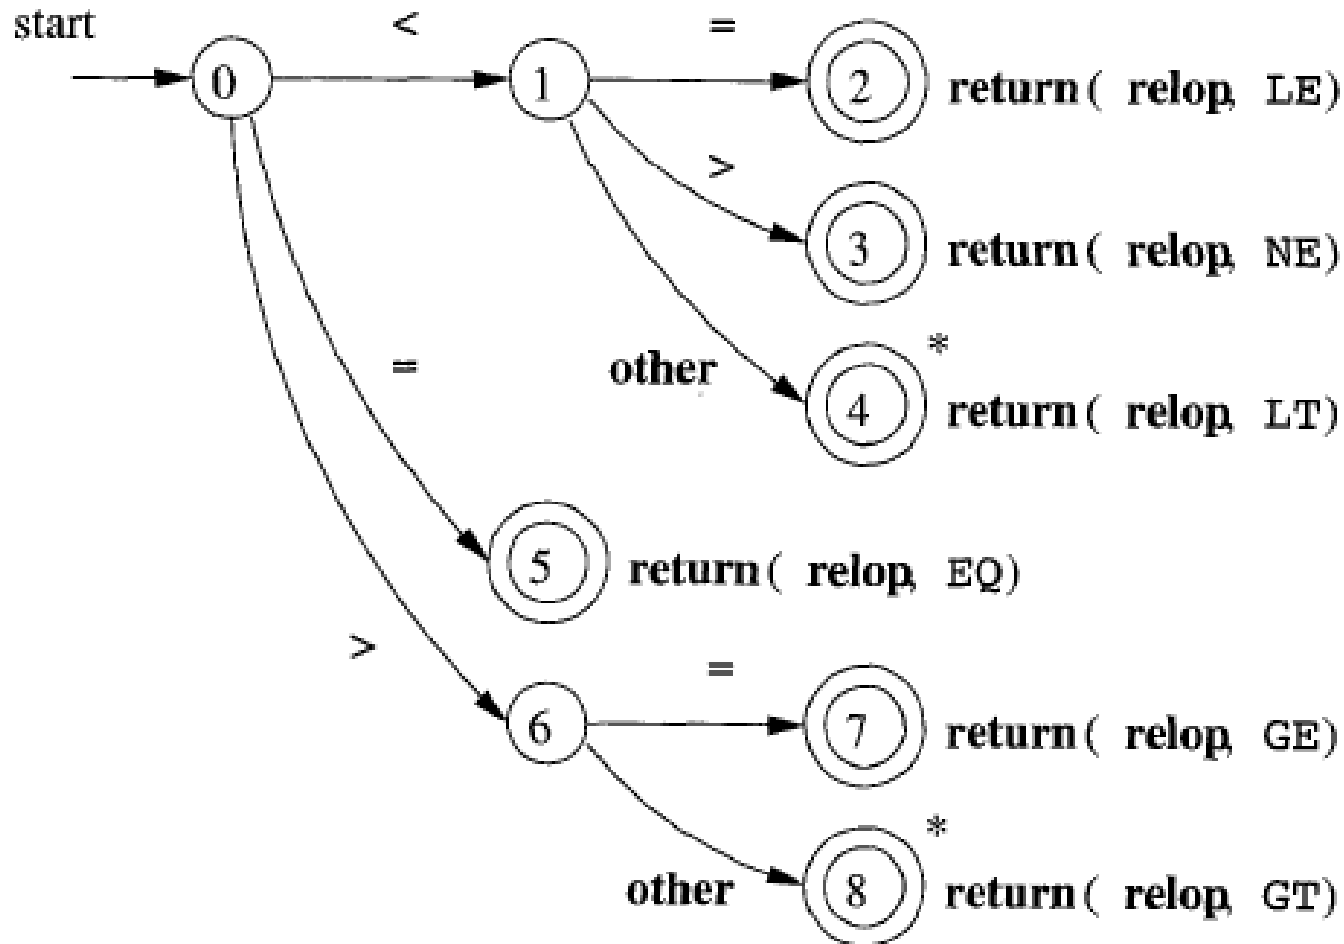 start
< =
0 1 2 return( relop, LE)
>
3 return( relop, NE)
*
= other 4 return( relop, LT)
5 return( relop, EQ)
> =
6 7 return( relop, GE)
*
other 8 return( relop, GT)